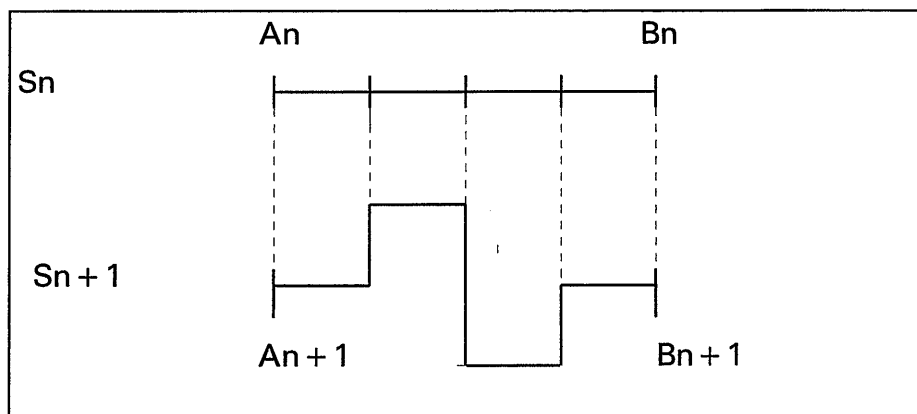 An Bn
Sn
Sn + 1
An + 1 Bn + 1